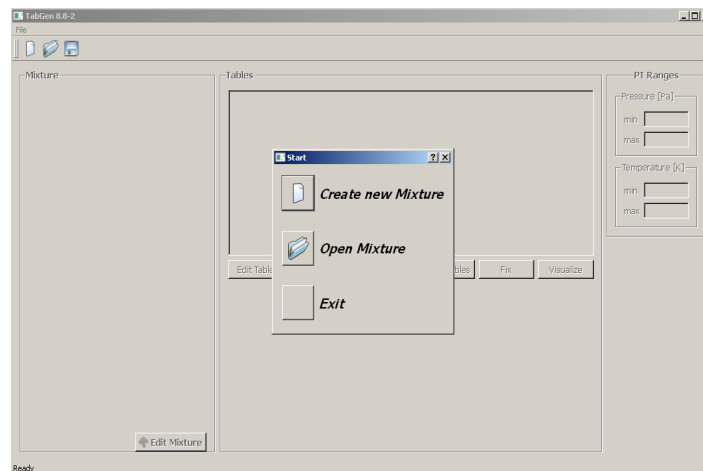 TabGen 8.8-2
File
Mixture
Tables
PT Ranges
Pressure [Pa]
min
max
Temperature [K]
min
max
Start
Create new Mixture
Open Mixture
Exit
Edit Table
bles
Fix
Visualize
Edit Mixture
Ready